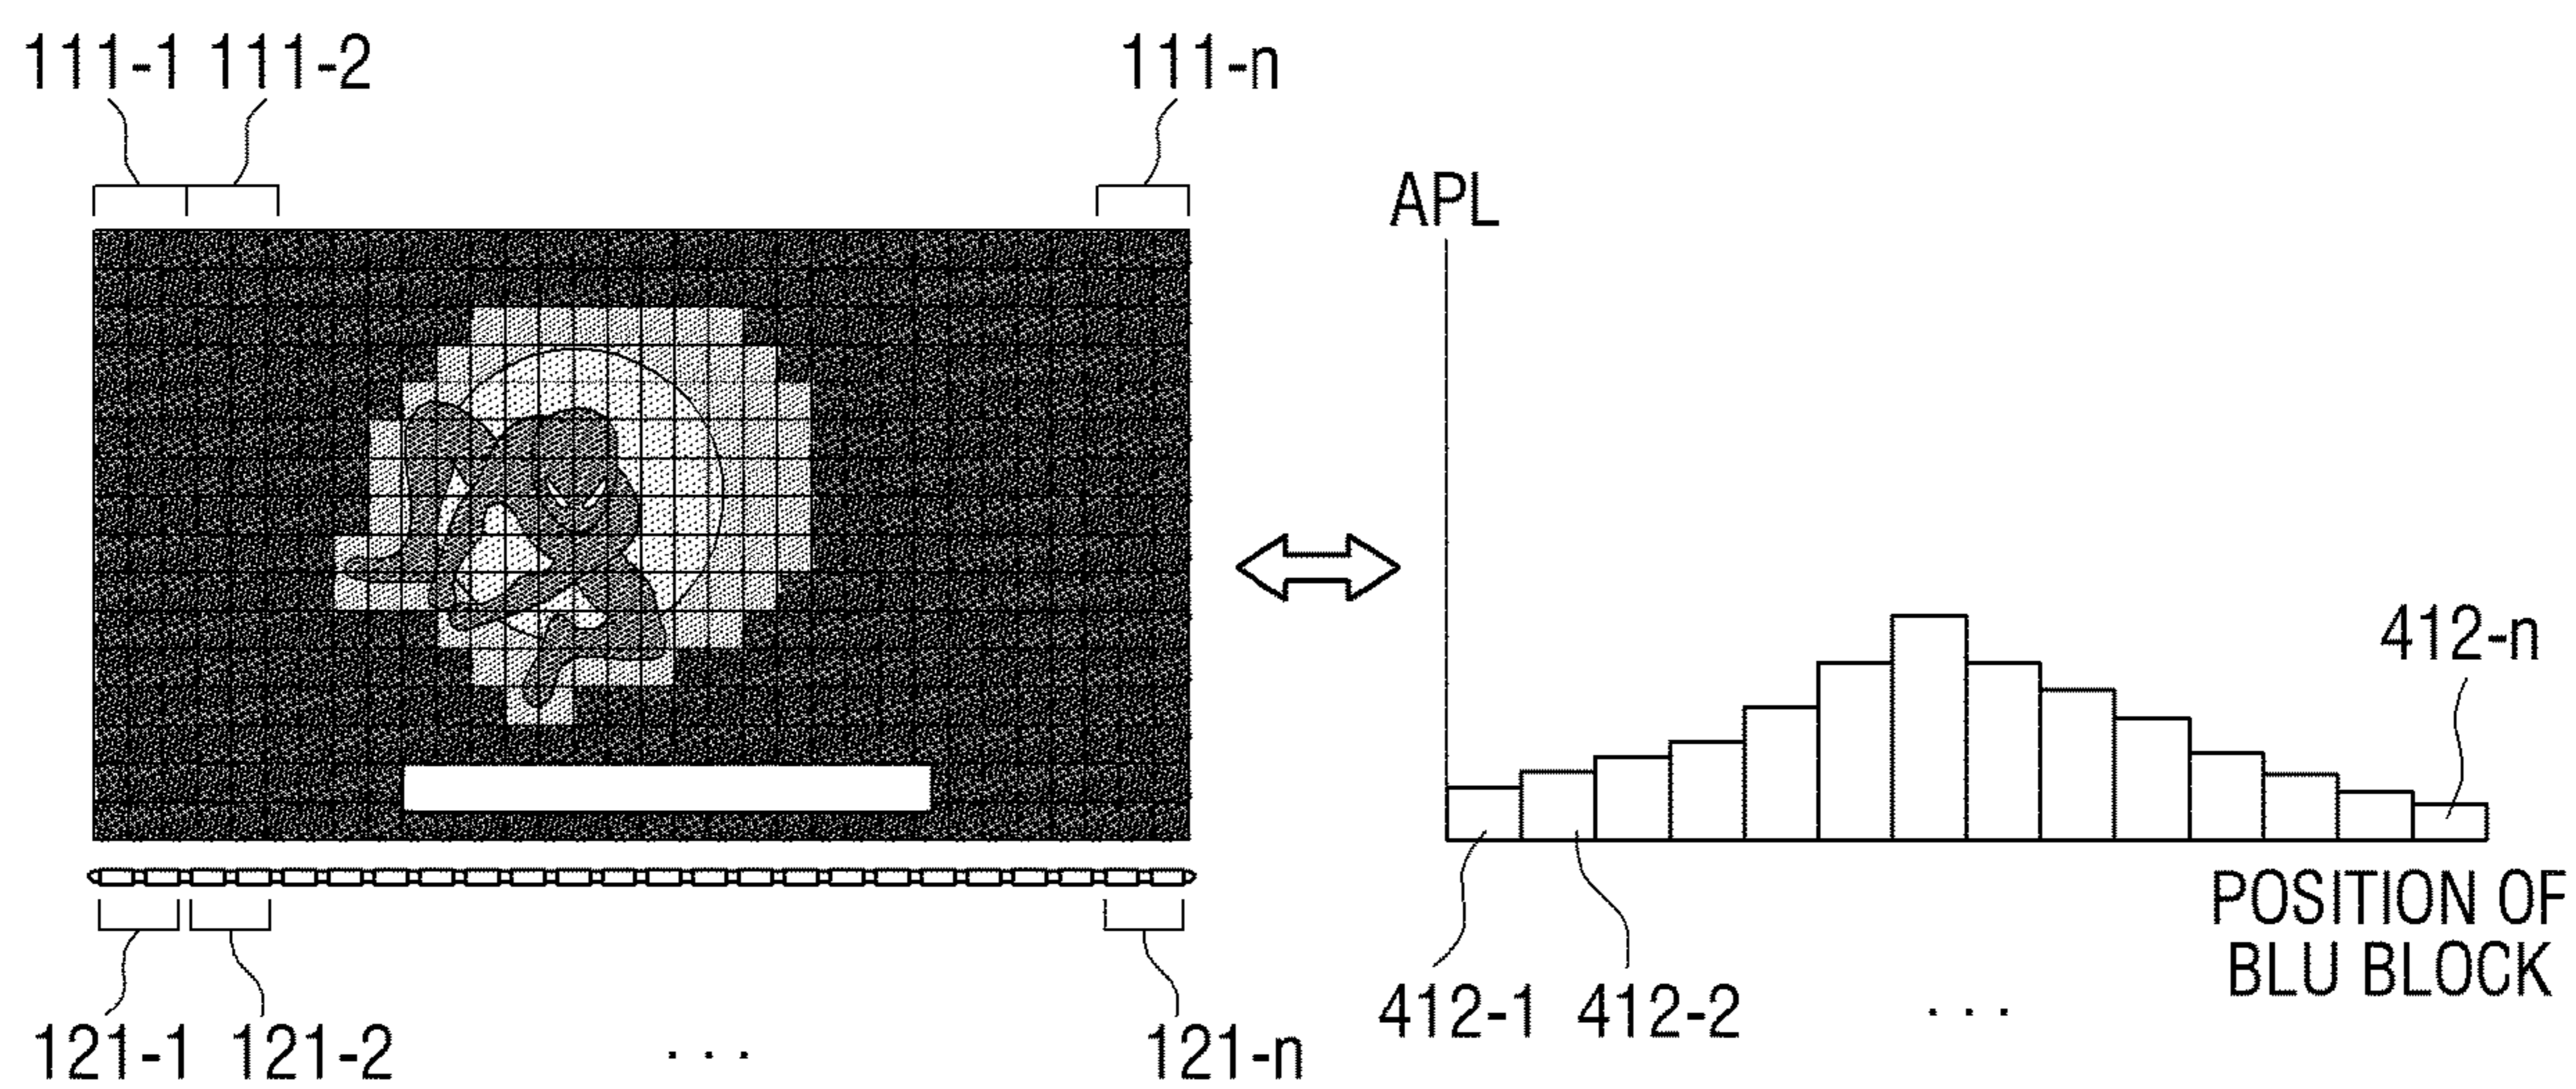 111-1 111-2 111-n
APL
412-n
POSITION OF
BLU BLOCK
412-1 412-2 . . .
121-1 121-2 . . . 121-n